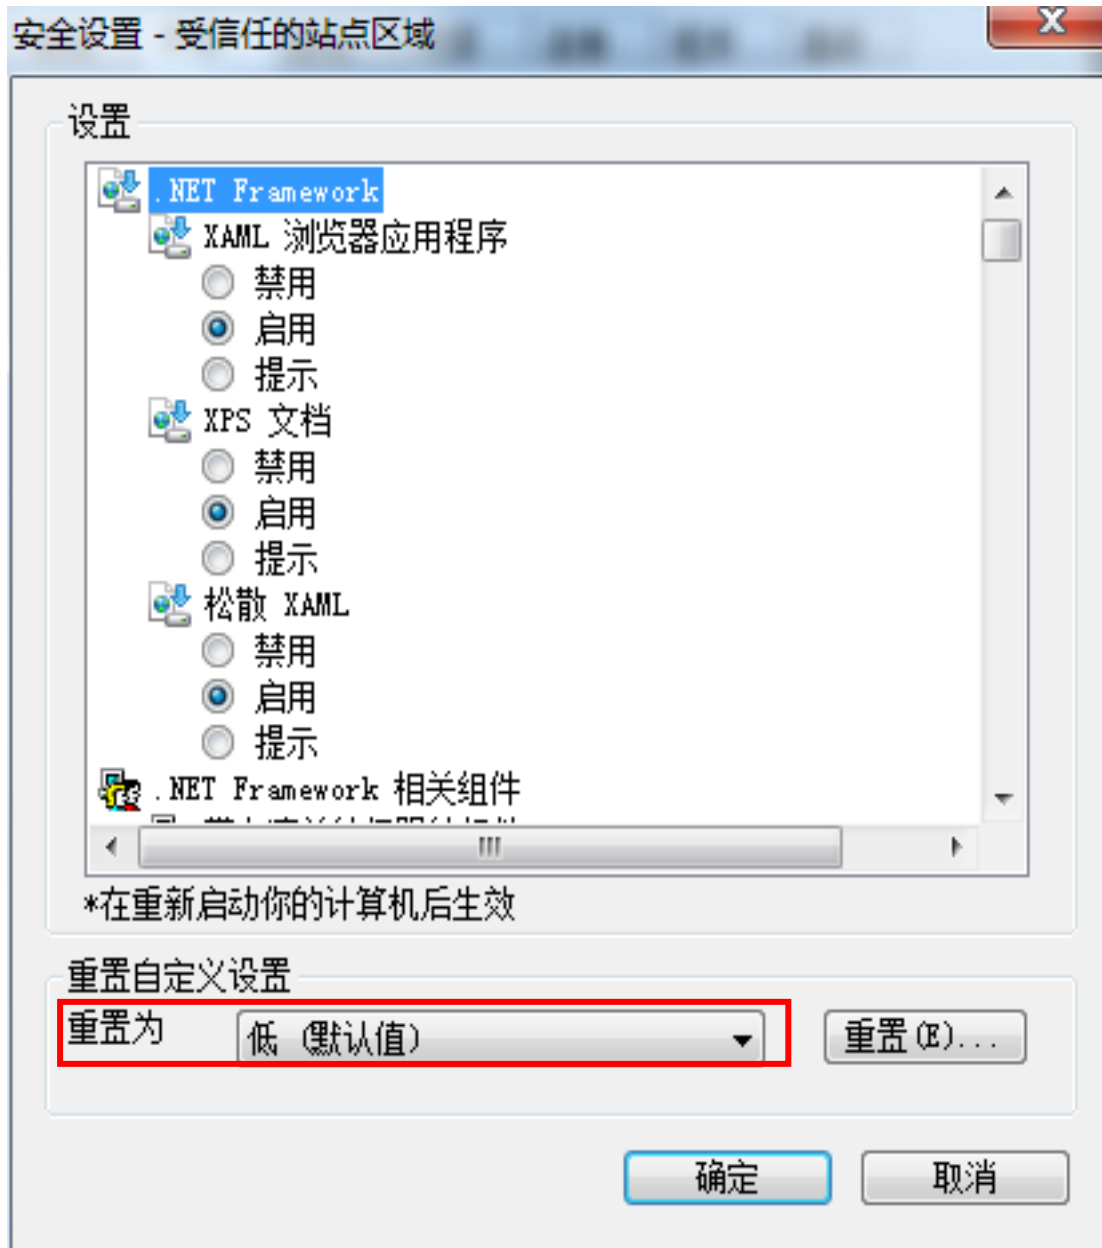 安全设置 - 受信任的站点区域
设置
.NET Framework
XAML 浏览器应用程序
禁用
启用
提示
XPS 文档
禁用
启用
提示
松散 XAML
禁用
启用
提示
.NET Framework 相关组件
*在重新启动你的计算机后生效
重置自定义设置
重置为
低 (默认值)
重置(E)...
确定
取消